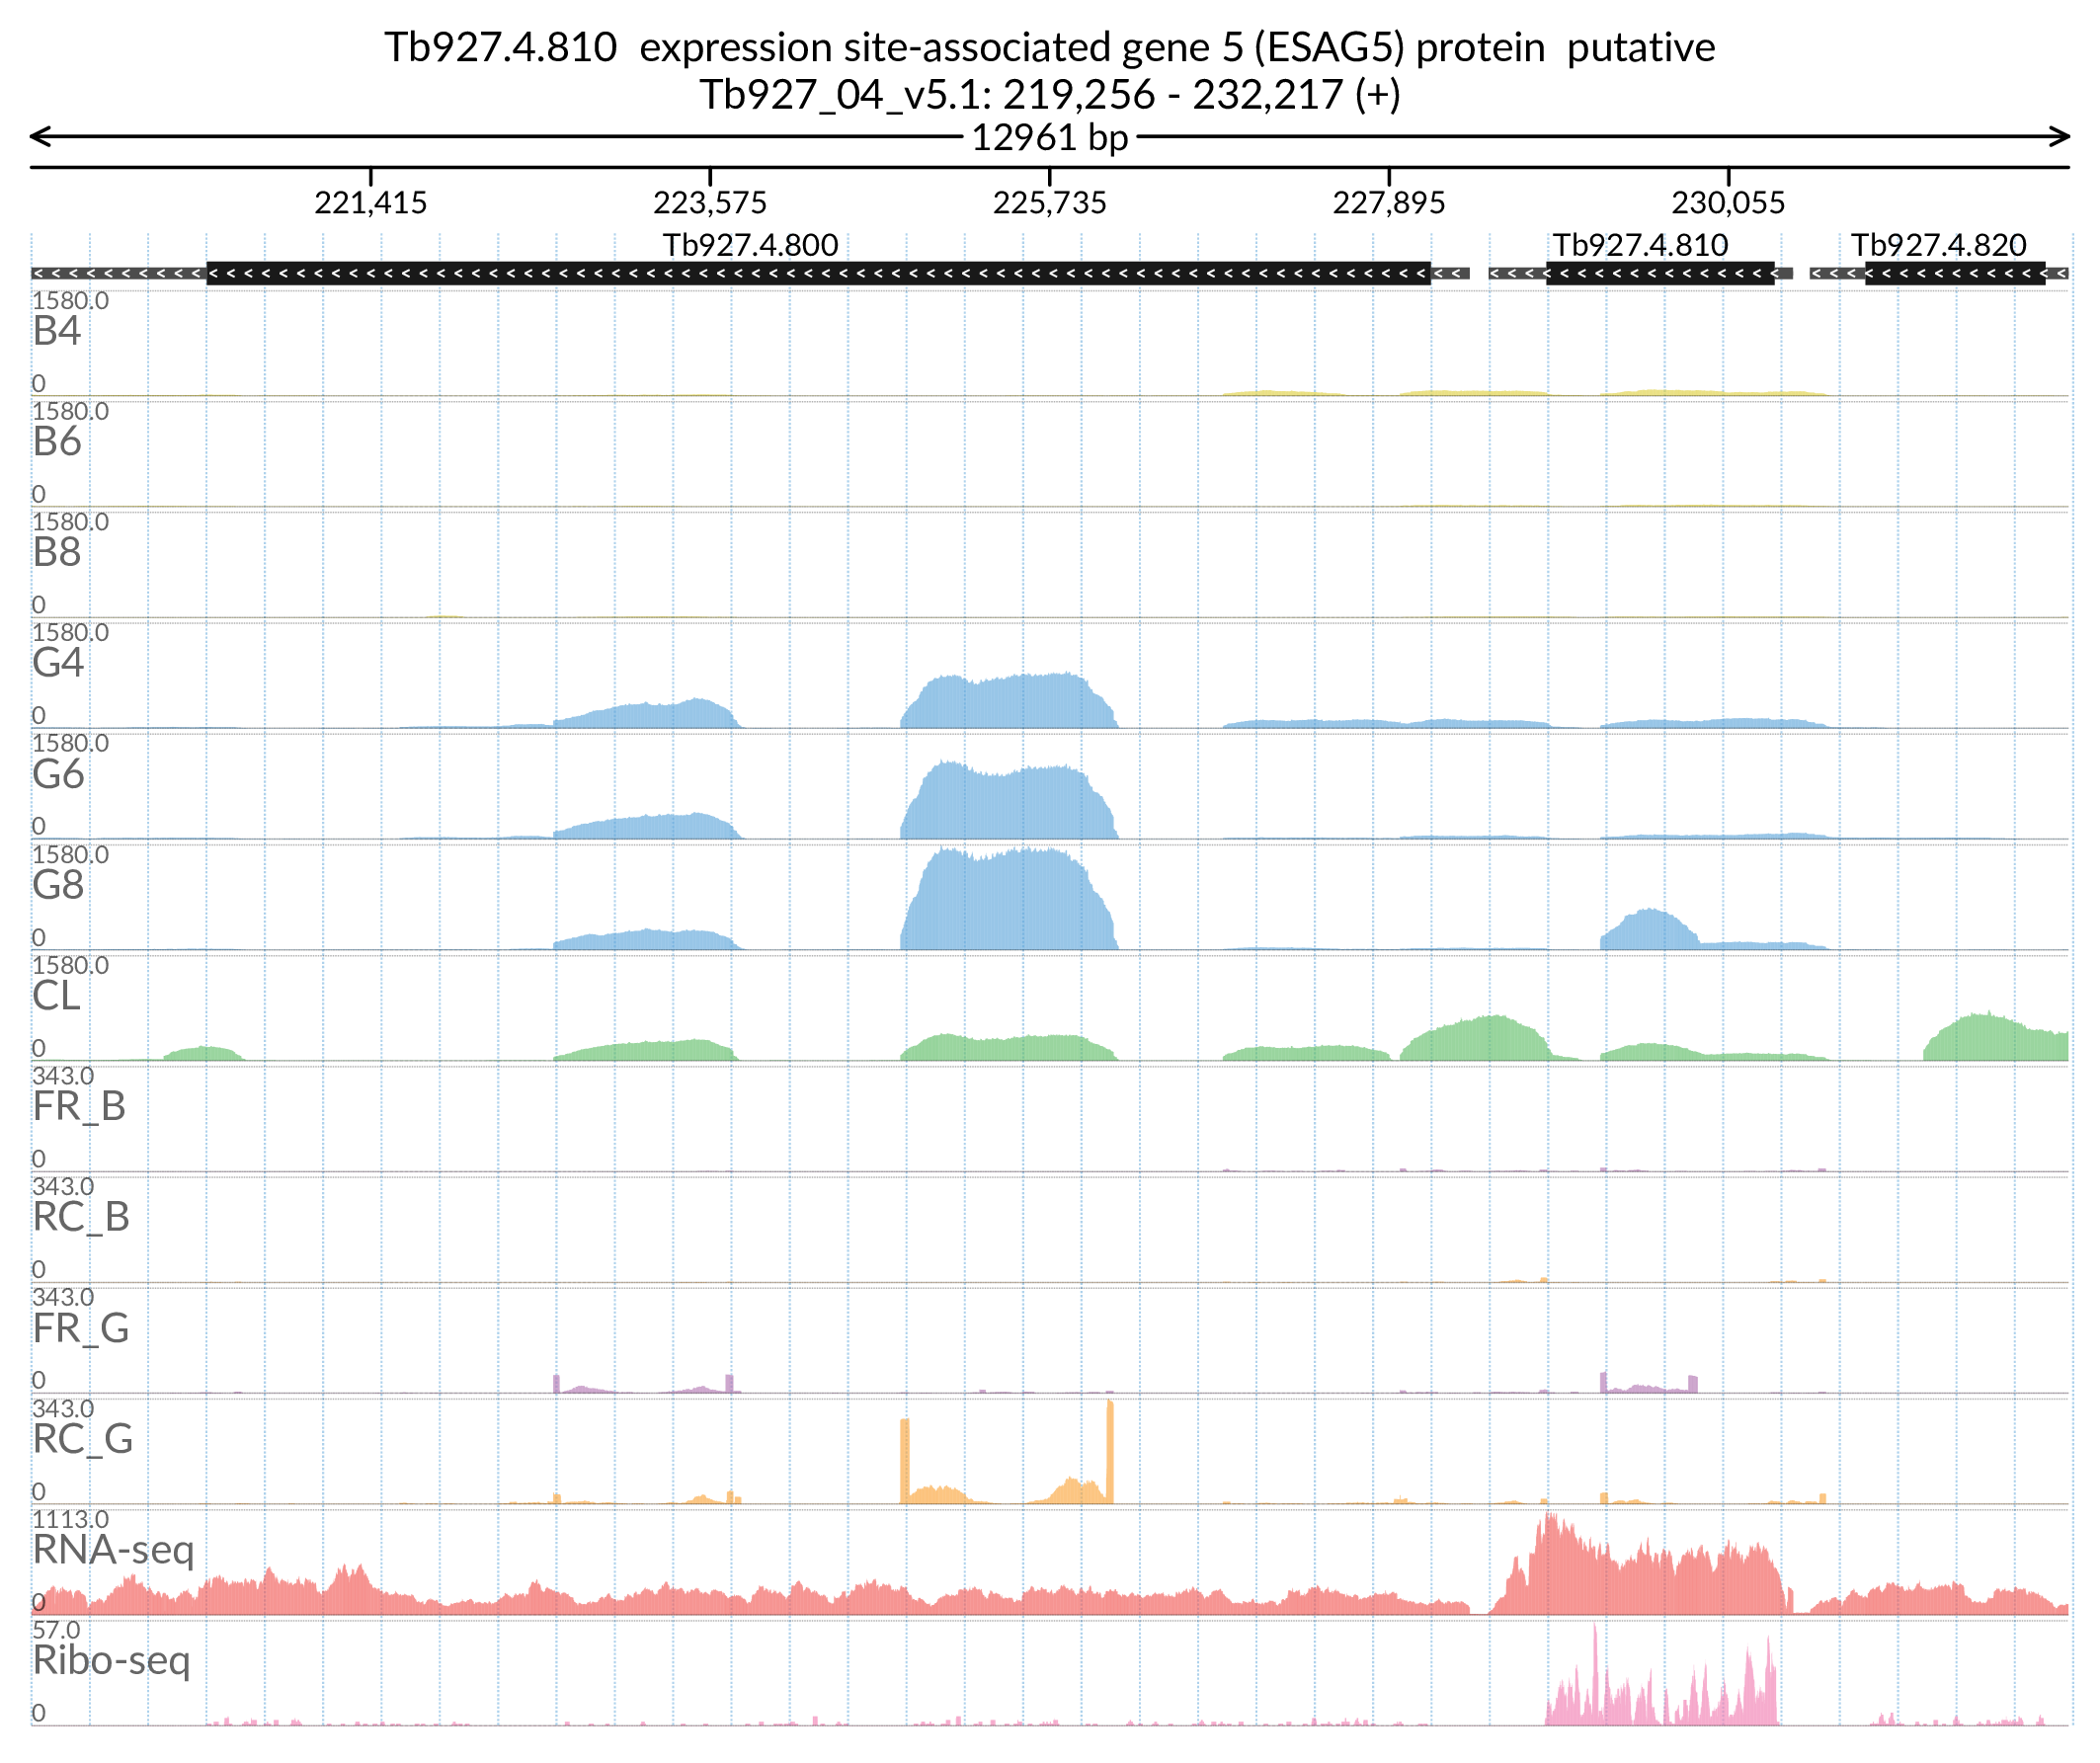 Tb927.4.810  expression site-associated gene 5 (ESAG5) protein  putative
Tb927_04_v5.1: 219,256 - 232,217 (+)
12961 bp
221,415 223,575 225,735 227,895 230,055
Tb927.4.800 Tb927.4.810 Tb927.4.820
1580.0
B4
0
1580.0
B6
0
1580.0
B8
0
1580.0
G4
0
1580.0
G6
0
1580.0
G8
0
1580.0
CL
0
343.0
FR_B
0
343.0
RC_B
0
343.0
FR_G
0
343.0
RC_G
0
1113.0
RNA-seq
0
57.0
Ribo-seq
0